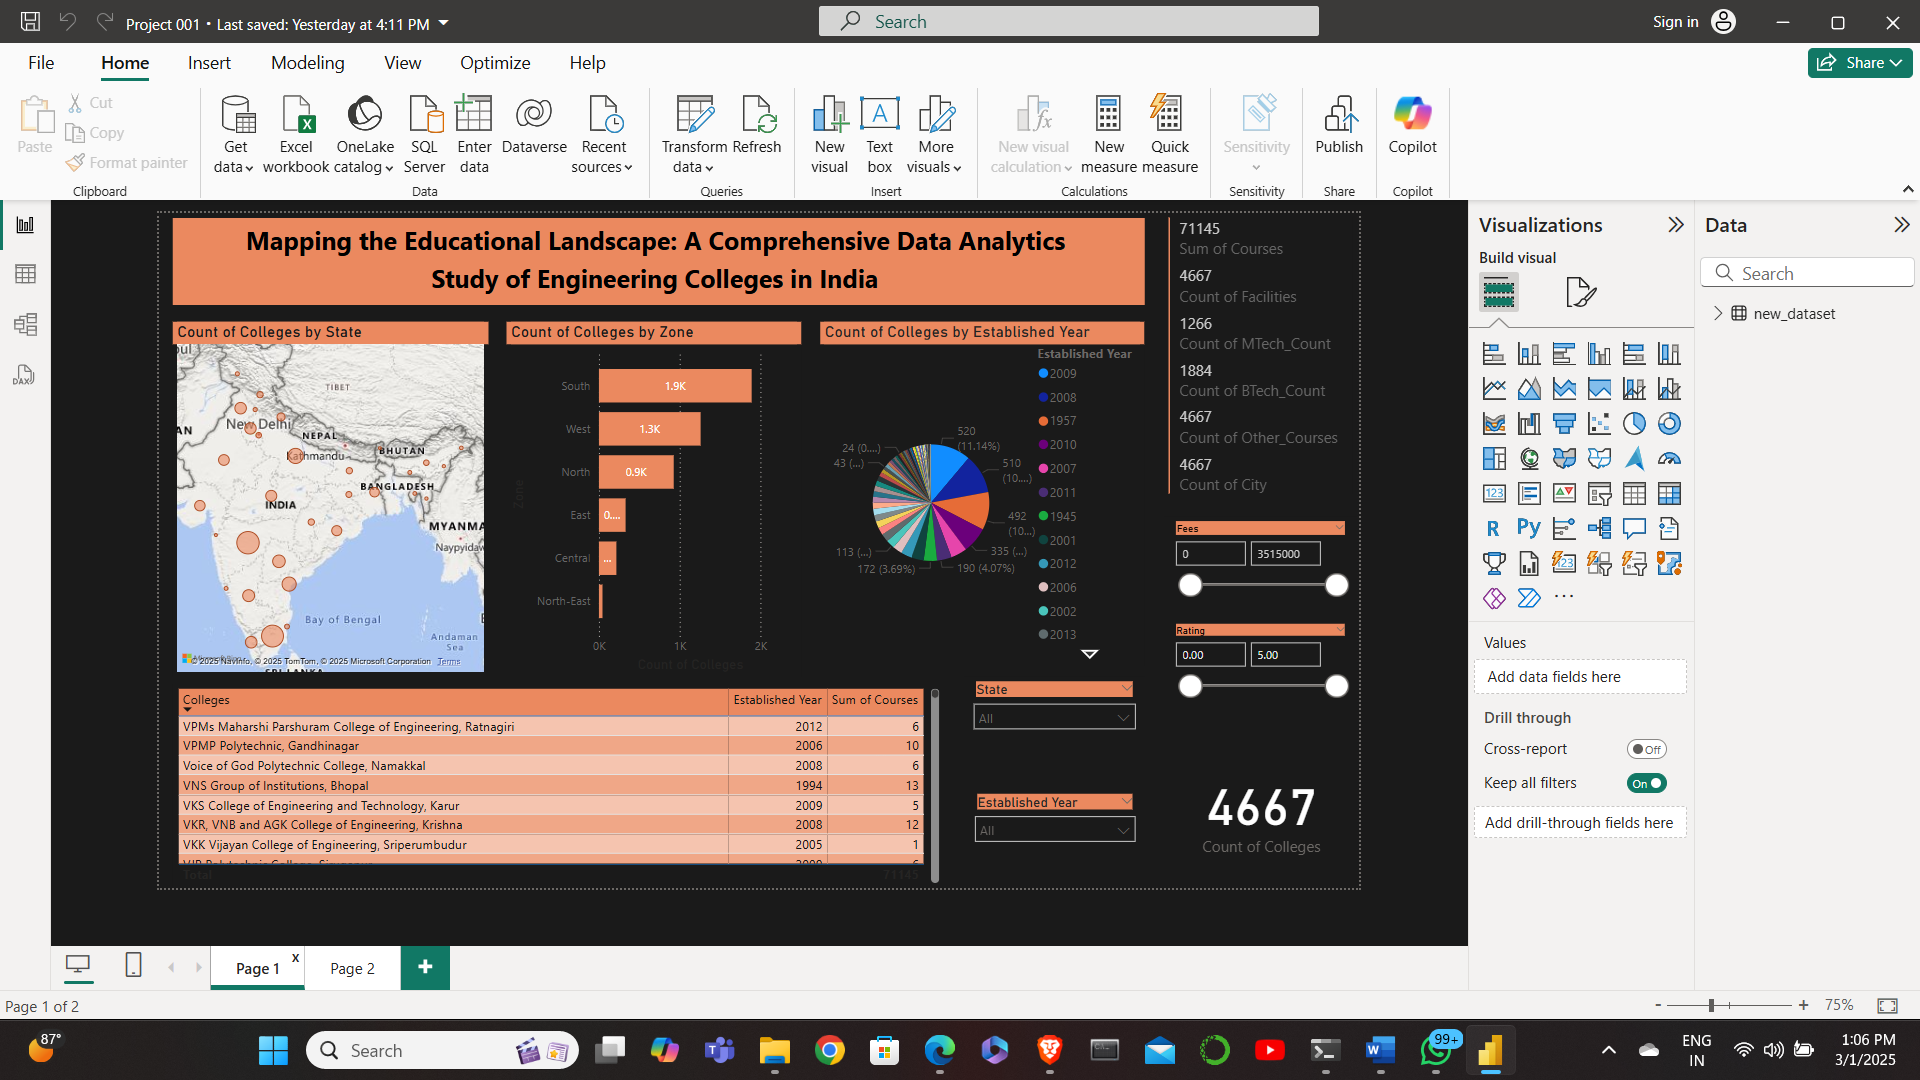 Project 001 • Last saved: Yesterday at 4:11 PM
Search
Sign in
File
Home
Insert
Modeling
View
Optimize
Help
Share
Paste
Cut
Copy
Format painter
Clipboard
Get data
Excel workbook
OneLake catalog
SQL Server
Enter data
Dataverse
Recent sources
Data
Transform data
Refresh
Queries
New visual
Text box
More visuals
Insert
New visual calculation
New measure
Quick measure
Calculations
Sensitivity
Sensitivity
Publish
Share
Copilot
Copilot
Mapping the Educational Landscape: A Comprehensive Data Analytics
Study of Engineering Colleges in India
71145
Sum of Courses
4667
Count of Facilities
1266
Count of MTech_Count
1884
Count of BTech_Count
4667
Count of Other_Courses
4667
Count of City
Count of Colleges by State
TIBET
New Delhi
NEPAL
Kathmandu
BHUTAN
BANGLADESH
INDIA
MYANMA
Naypyidaw
Bay of Bengal
Andaman
Sea
© 2025 NavInfo, © 2025 TomTom, © 2025 Microsoft Corporation Terms
Count of Colleges by Zone
Zone
South 1.9K
West 1.3K
North 0.9K
East 0....
Central ...
North-East
0K 1K 2K
Count of Colleges
Count of Colleges by Established Year
Established Year
2009
2008
1957
2010
2007
2011
1945
2001
2012
2006
2002
2013
520
(11.14%)
510
(10....)
492
(10...)
335 (...)
190 (4.07%)
172 (3.69%)
113 (...)
43 (...)
24 (0....)
Fees
0 3515000
Rating
0.00 5.00
Colleges Established Year Sum of Courses
VPMs Maharshi Parshuram College of Engineering, Ratnagiri 2012 6
VPMP Polytechnic, Gandhinagar 2006 10
Voice of God Polytechnic College, Namakkal 2008 6
VNS Group of Institutions, Bhopal 1994 13
VKS College of Engineering and Technology, Karur 2009 5
VKR, VNB and AGK College of Engineering, Krishna 2008 12
VKK Vijayan College of Engineering, Sriperumbudur 2005 1
Total 71145
State
All
Established Year
All
4667
Count of Colleges
Visualizations
Build visual
Values
Add data fields here
Drill through
Cross-report Off
Keep all filters On
Add drill-through fields here
Data
Search
new_dataset
Page 1
Page 2
Page 1 of 2
75%
87°
Search
99+
ENG
IN
1:06 PM
3/1/2025